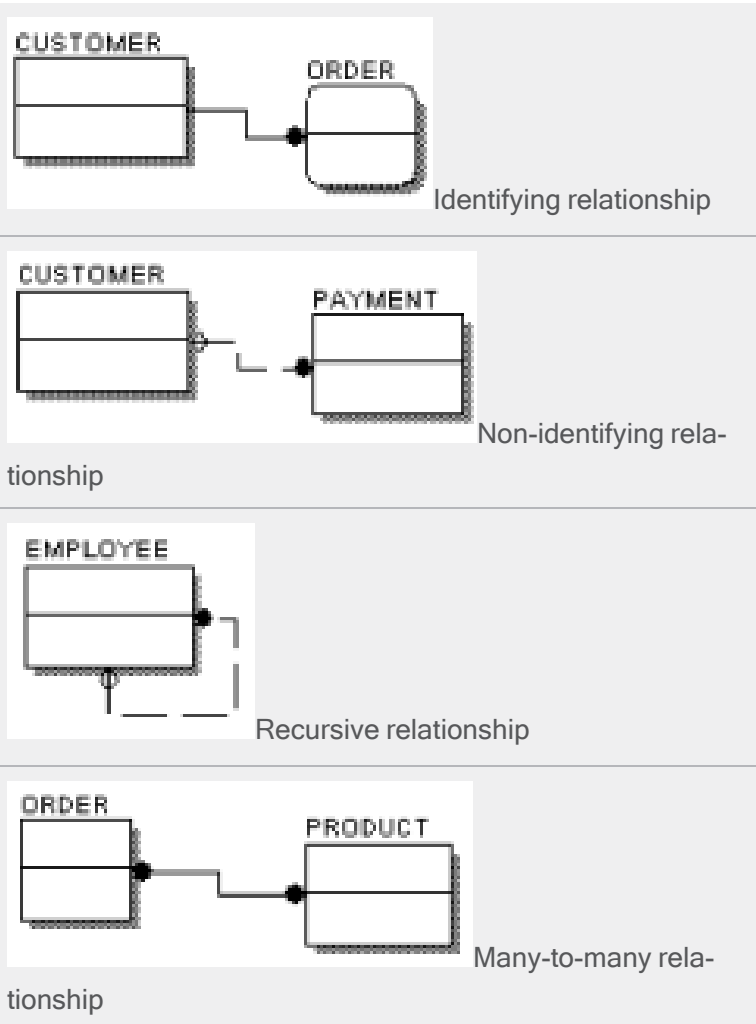 CUSTOMER
ORDER
Identifying relationship
CUSTOMER
PAYMENT
Non-identifying rela-
tionship
EMPLOYEE
Recursive relationship
ORDER
PRODUCT
Many-to-many rela-
tionship